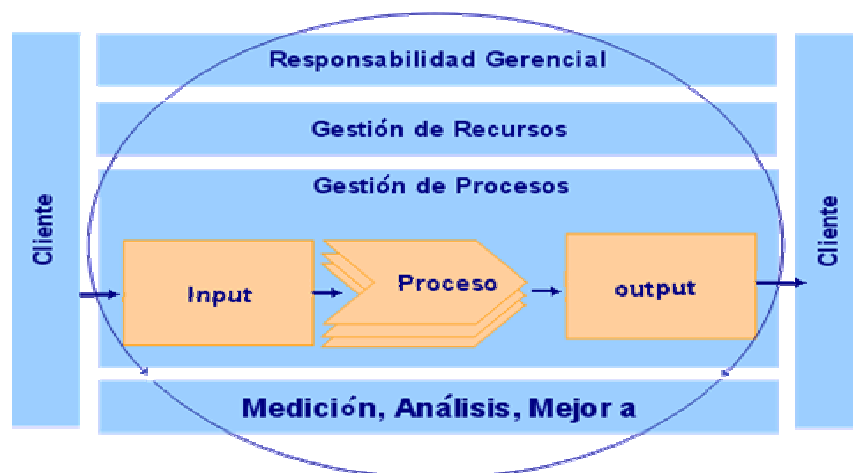 Cliente
Responsabilidad Gerencial
Gestión de Recursos
Gestión de Procesos
Input
Proceso
output
Medición, Análisis, Mejor a
Cliente